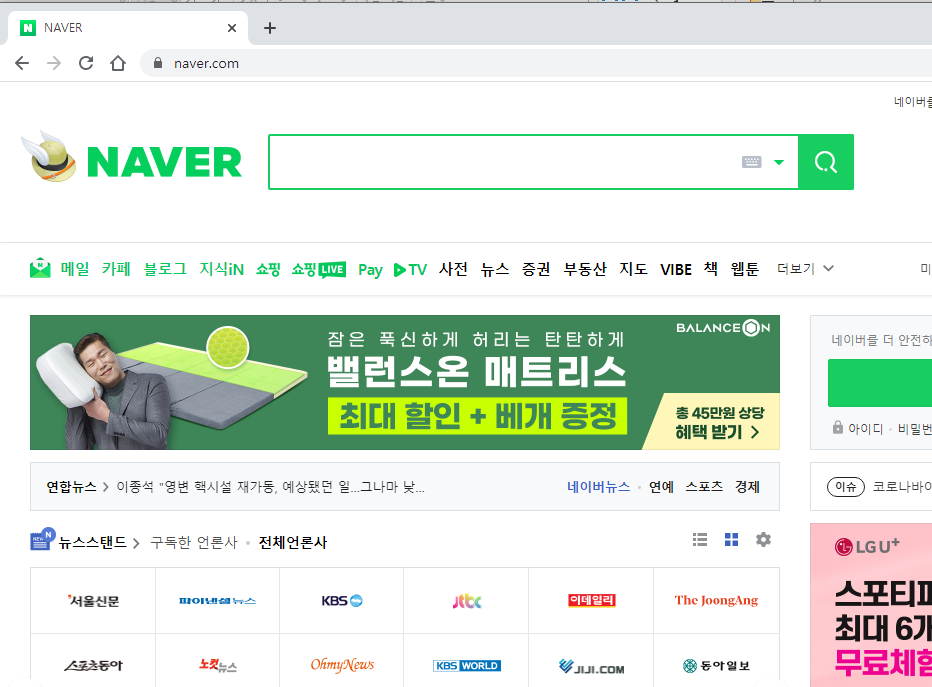 NAVER
naver.com
네이버를
NAVER
메일 카페 블로그 지식iN 쇼핑 쇼핑LIVE Pay TV 사전 뉴스 증권 부동산 지도 VIBE 책 웹툰 더보기
BALANCEON
잠은 푹신하게 허리는 탄탄하게
밸런스온 매트리스
최대 할인 + 베개 증정
총 45만원 상당
혜택 받기 >
네이버를 더 안전하
아이디 · 비밀번
연합뉴스 > 이종석 "영변 핵시설 재가동, 예상됐던 일...그나마 낮...
네이버뉴스 · 연예 스포츠 경제
이슈 코로나바이
NEW N 뉴스스탠드 > 구독한 언론사 · 전체언론사
서울신문 파이낸셜뉴스 KBS jtbc 이데일리 The JoongAng
스포츠동아 노컷뉴스 OhmyNews KBS WORLD JIJI.COM 동아일보
LG U+
스포티파
최대 6개
무료체험